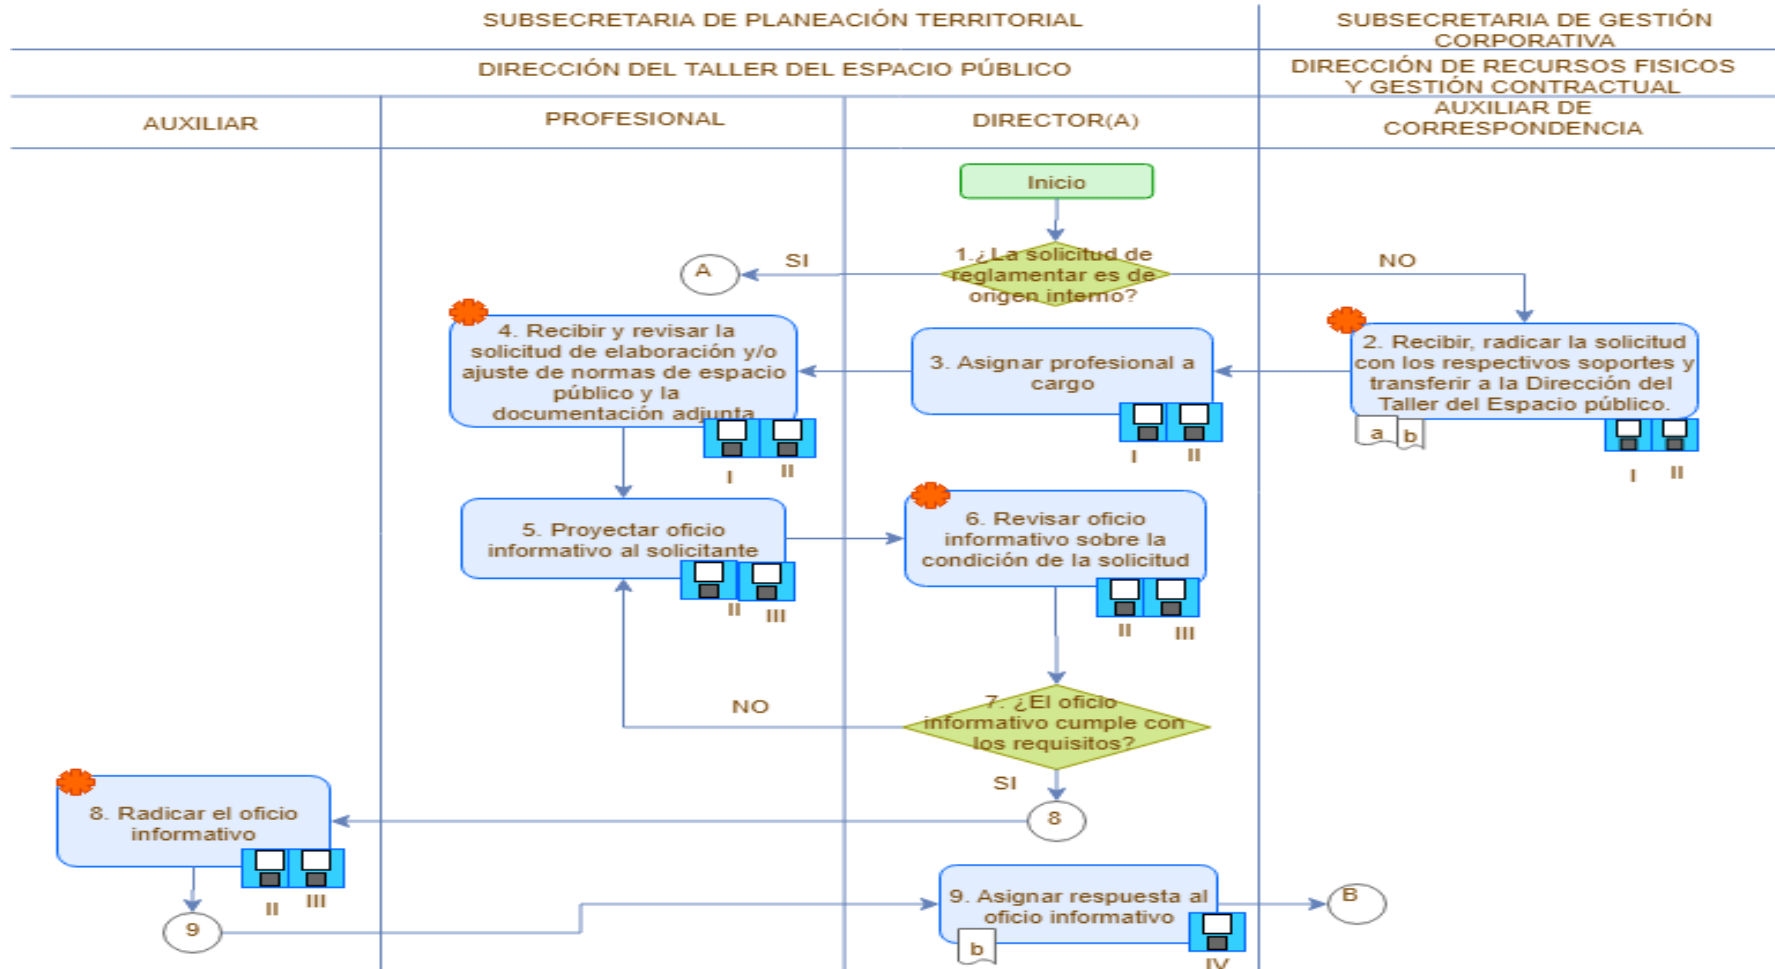 SUBSECRETARIA DE PLANEACIÓN TERRITORIAL
SUBSECRETARIA DE GESTIÓN
CORPORATIVA
DIRECCIÓN DEL TALLER DEL ESPACIO PÚBLICO
DIRECCIÓN DE RECURSOS FISICOS
Y GESTIÓN CONTRACTUAL
AUXILIAR
PROFESIONAL
DIRECTOR(A)
AUXILIAR DE
CORRESPONDENCIA
Inicio
1.¿La solicitud de
reglamentar es de
origen interno?
SI
NO
A
2. Recibir, radicar la solicitud
con los respectivos soportes y
transferir a la Dirección del
Taller del Espacio público.
a
b
I
II
3. Asignar profesional a
cargo
I
II
4. Recibir y revisar la
solicitud de elaboración y/o
ajuste de normas de espacio
público y la
documentación adjunta
I
II
5. Proyectar oficio
informativo al solicitante
II
III
6. Revisar oficio
informativo sobre la
condición de la solicitud
II
III
7. ¿El oficio
informativo cumple con
los requisitos?
NO
SI
8
8. Radicar el oficio
informativo
II
III
9
9. Asignar respuesta al
oficio informativo
b
IV
B